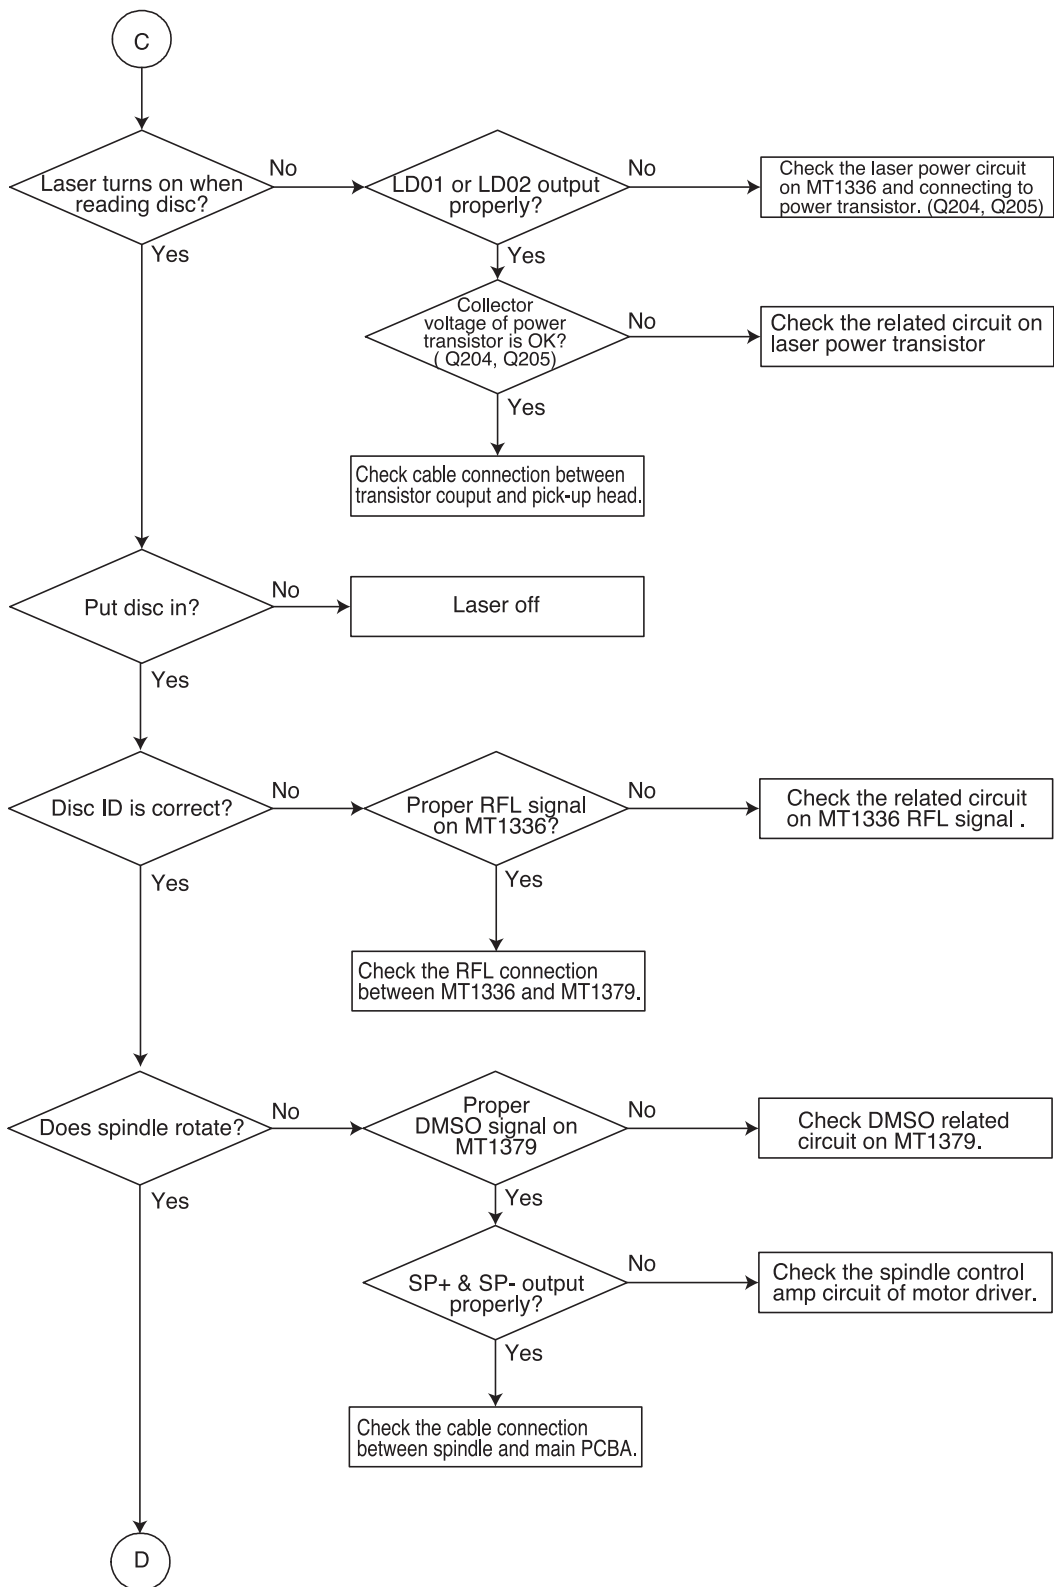 C
Laser turns on when
reading disc?
No
Yes
LD01 or LD02 output
properly?
No
Yes
Check the laser power circuit
on MT1336 and connecting to
power transistor. (Q204, Q205)
Collector
voltage of power
transistor is OK?
( Q204, Q205)
No
Yes
Check the related circuit on
laser power transistor
Check cable connection between
transistor couput and pick-up head.
Put disc in?
No
Yes
Laser off
Disc ID is correct?
No
Yes
Proper RFL signal
on MT1336?
No
Yes
Check the related circuit
on MT1336 RFL signal .
Check the RFL connection
between MT1336 and MT1379.
Does spindle rotate?
No
Yes
Proper
DMSO signal on
MT1379
No
Yes
Check DMSO related
circuit on MT1379.
SP+ & SP- output
properly?
No
Yes
Check the spindle control
amp circuit of motor driver.
Check the cable connection
between spindle and main PCBA.
D